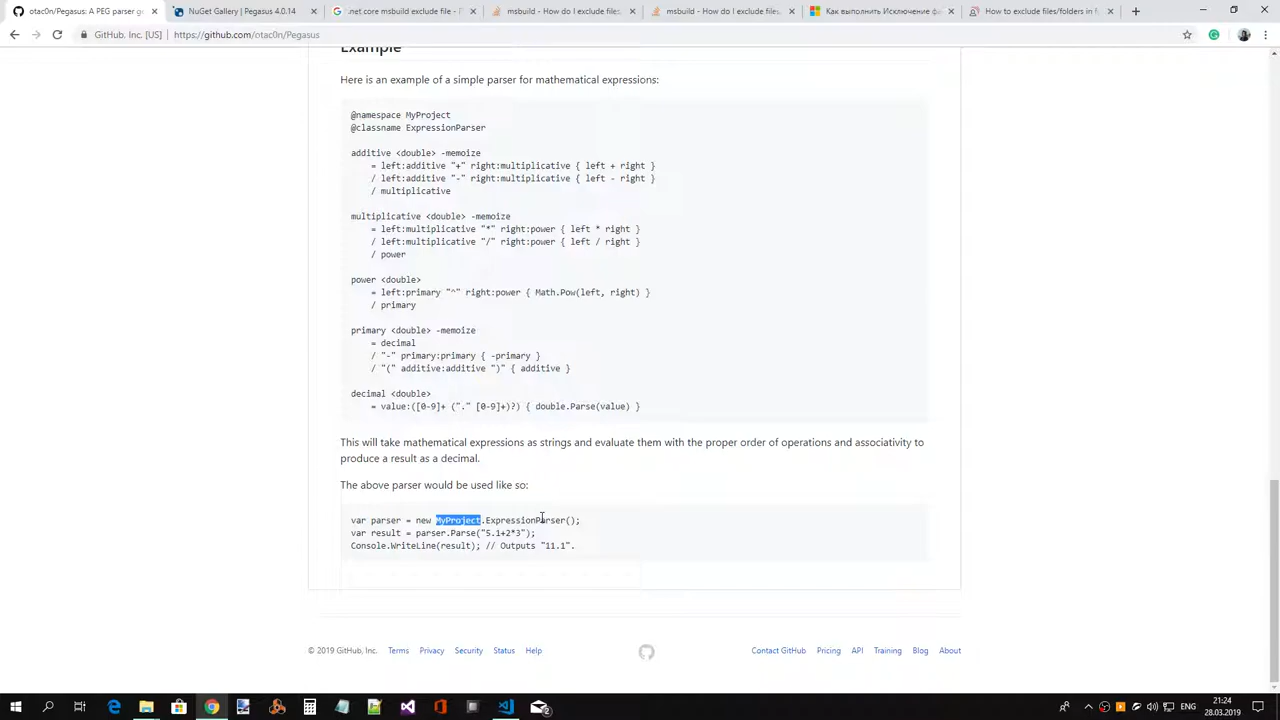 otac0n/Pegasus: A PEG parser ge
NuGet Gallery | Pegasus 4.0.14
.net core msbuild exclude file - П
msbuild - How do I exclude files
msbuild - How do I exclude files
Как выполнить Исключение фа
How to exclude files/folders in f
GitHub, Inc. [US]
https://github.com/otac0n/Pegasus
Example
Here is an example of a simple parser for mathematical expressions:
@namespace MyProject
@classname ExpressionParser
additive <double> -memoize
= left:additive "+" right:multiplicative { left + right }
/ left:additive "-" right:multiplicative { left - right }
/ multiplicative
multiplicative <double> -memoize
= left:multiplicative "*" right:power { left * right }
/ left:multiplicative "/" right:power { left / right }
/ power
power <double>
= left:primary "^" right:power { Math.Pow(left, right) }
/ primary
primary <double> -memoize
= decimal
/ "-" primary:primary { -primary }
/ "(" additive:additive ")" { additive }
decimal <double>
= value:([0-9]+ ("." [0-9]+)?) { double.Parse(value) }
This will take mathematical expressions as strings and evaluate them with the proper order of operations and associativity to
produce a result as a decimal.
The above parser would be used like so:
var parser = new MyProject.ExpressionParser();
var result = parser.Parse("5.1+2*3");
Console.WriteLine(result); // Outputs "11.1".
© 2019 GitHub, Inc. Terms Privacy Security Status Help
Contact GitHub Pricing API Training Blog About
21:24
ENG
28.03.2019